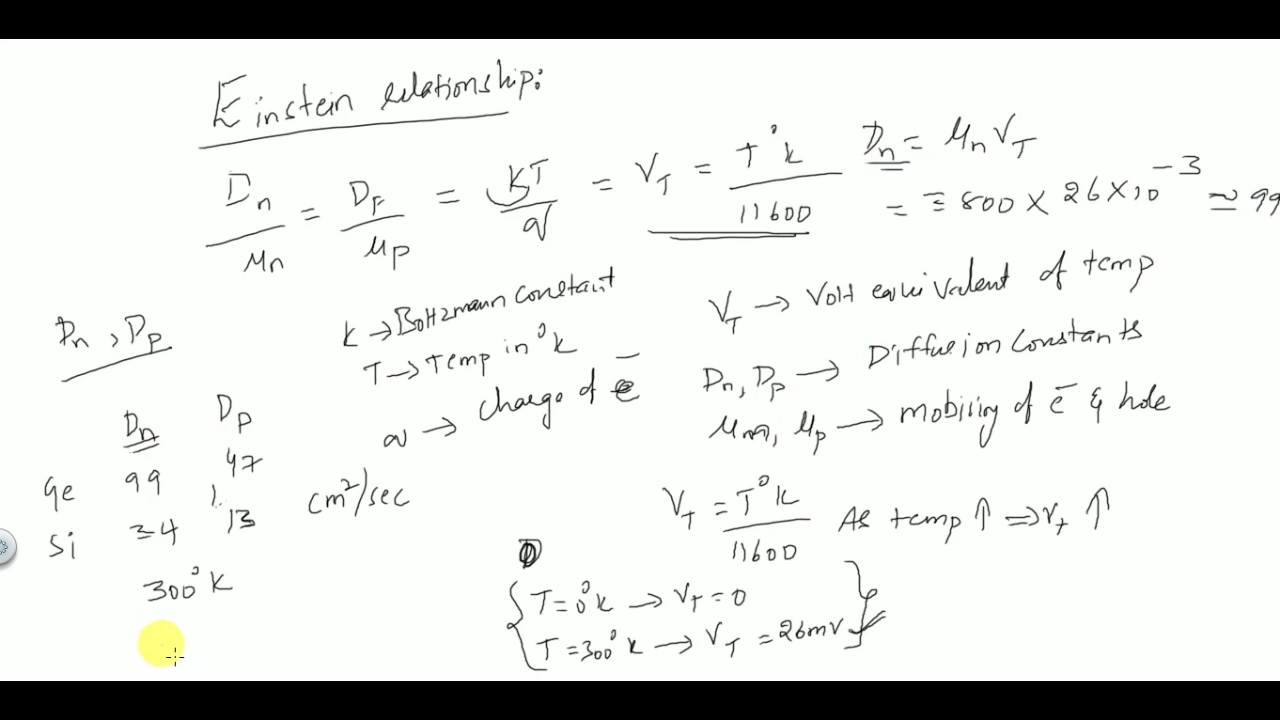 Einstein relationship:
Dn/μn = Dp/μp = KT/q = VT = T°k/11600
Dn = μn VT
= = 800 × 26 × 10^-3 ≃ 99
Dn, Dp
K → Boltzmann constant
T → Temp in °k
q → charge of e^-
VT → Volt equivalent of temp
Dn, Dp → Diffusion constants
μn, μp → mobility of e^- & hole
Dn Dp
Ge 99 47
Si 34 13 cm²/sec
300°k
VT = T°k/11600 As temp ↑ ⇒ VT ↑
T = 0°k → VT = 0
T = 300°k → VT = 26mV